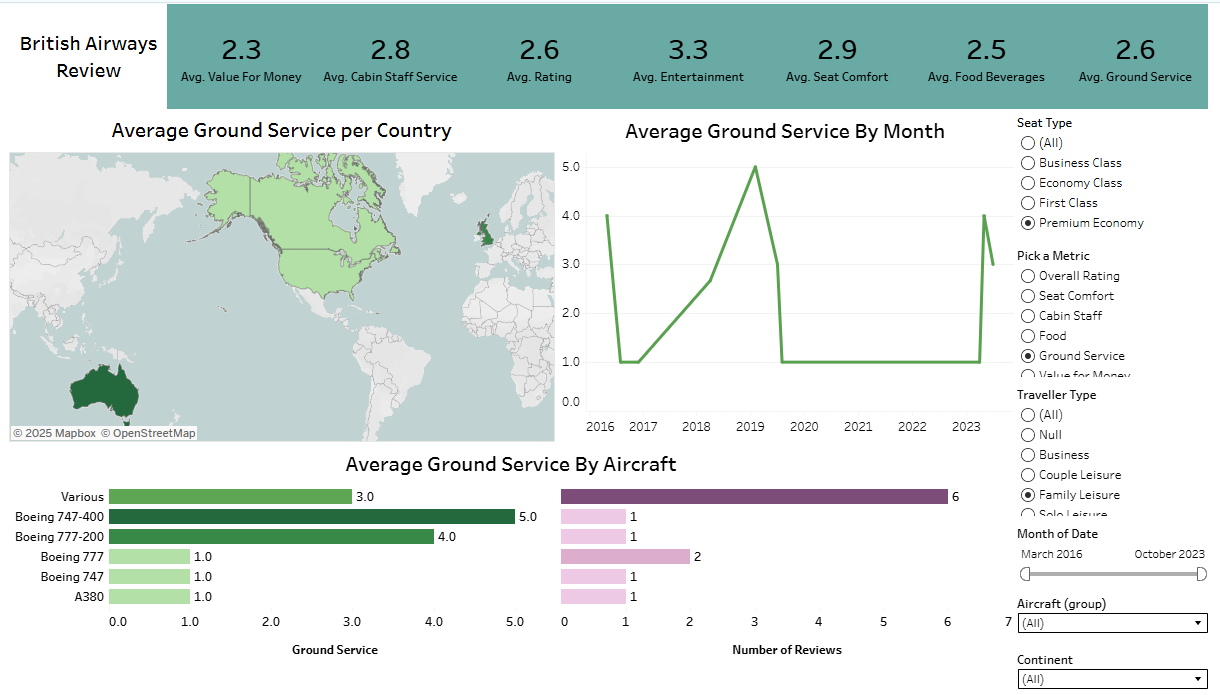 British Airways
Review
2.3
Avg. Value For Money
2.8
Avg. Cabin Staff Service
2.6
Avg. Rating
3.3
Avg. Entertainment
2.9
Avg. Seat Comfort
2.5
Avg. Food Beverages
2.6
Avg. Ground Service
Average Ground Service per Country
© 2025 Mapbox © OpenStreetMap
Average Ground Service By Month
5.0
4.0
3.0
2.0
1.0
0.0
2016 2017 2018 2019 2020 2021 2022 2023
Average Ground Service By Aircraft
Various 3.0 6
Boeing 747-400 5.0 1
Boeing 777-200 4.0 1
Boeing 777 1.0 2
Boeing 747 1.0 1
A380 1.0 1
0.0 1.0 2.0 3.0 4.0 5.0
Ground Service
0 1 2 3 4 5 6 7
Number of Reviews
Seat Type
(All)
Business Class
Economy Class
First Class
Premium Economy
Pick a Metric
Overall Rating
Seat Comfort
Cabin Staff
Food
Ground Service
Value for Money
Traveller Type
(All)
Null
Business
Couple Leisure
Family Leisure
Solo Leisure
Month of Date
March 2016 October 2023
Aircraft (group)
(All)
Continent
(All)